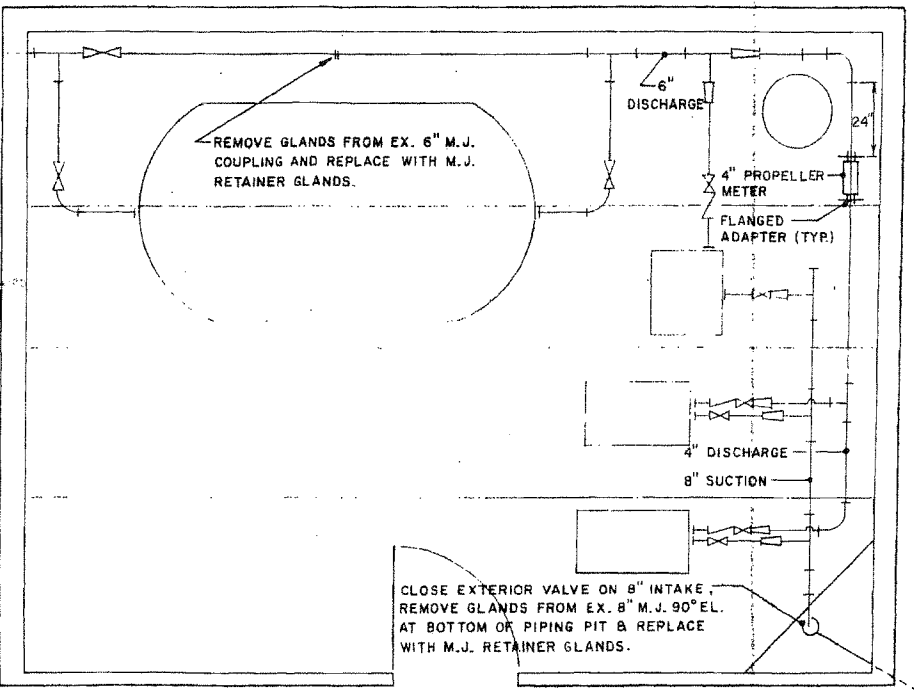 6"
DISCHARGE
24"
REMOVE GLANDS FROM EX. 6" M.J.
COUPLING AND REPLACE WITH M.J.
RETAINER GLANDS.
4" PROPELLER
METER
FLANGED
ADAPTER (TYP.)
4" DISCHARGE
8" SUCTION
CLOSE EXTERIOR VALVE ON 8" INTAKE,
REMOVE GLANDS FROM EX. 8" M.J. 90° EL.
AT BOTTOM OF PIPING PIT & REPLACE
WITH M.J. RETAINER GLANDS.